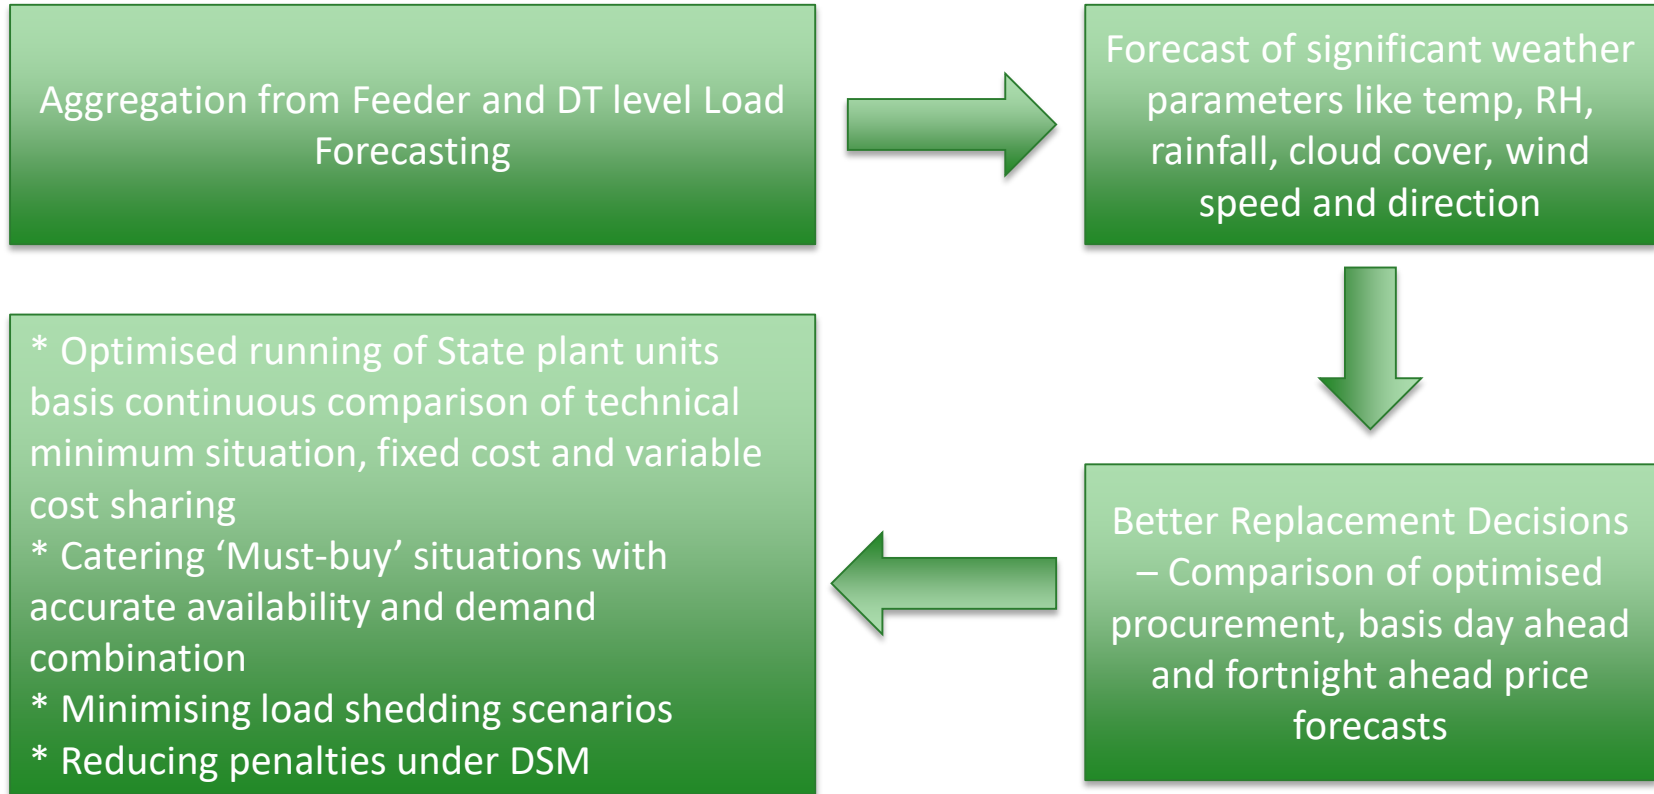 Aggregation from Feeder and DT level Load
Forecasting
Forecast of significant weather
parameters like temp, RH,
rainfall, cloud cover, wind
speed and direction
Better Replacement Decisions
– Comparison of optimised
procurement, basis day ahead
and fortnight ahead price
forecasts
* Optimised running of State plant units
basis continuous comparison of technical
minimum situation, fixed cost and variable
cost sharing
* Catering ‘Must-buy’ situations with
accurate availability and demand
combination
* Minimising load shedding scenarios
* Reducing penalties under DSM